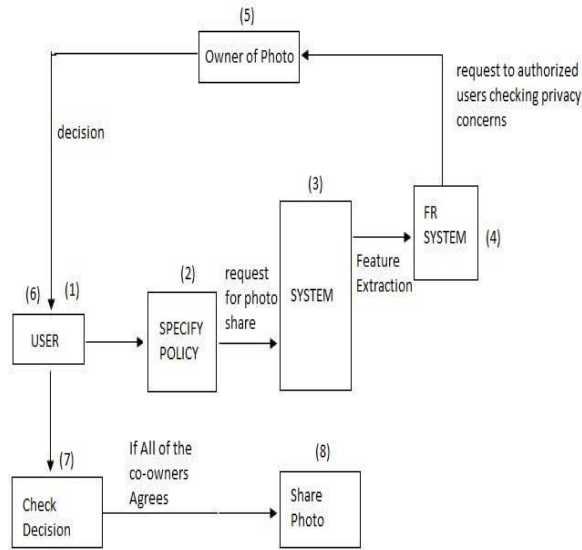 (5)
Owner of Photo
request to authorized
users checking privacy
concerns
decision
(3)
FR
SYSTEM
(4)
(2)
request
for photo
share
SYSTEM
Feature
Extraction
(6)
(1)
USER
SPECIFY
POLICY
(7)
If All of the
co-owners
Agrees
(8)
Check
Decision
Share
Photo